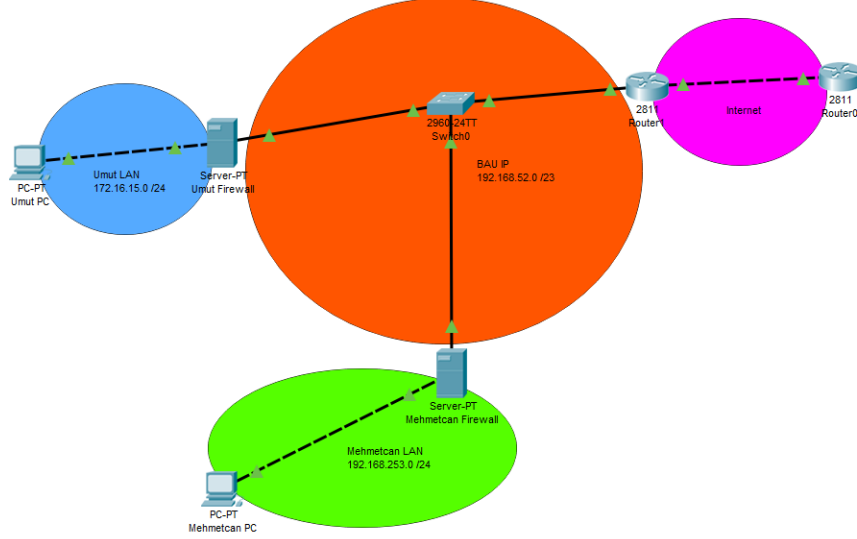 2811
Router0
2811
Router1
Internet
2960-24TT
Switch0
BAU IP
192.168.52.0 /23
Umut LAN
172.16.15.0 /24
Server-PT
Umut Firewall
PC-PT
Umut PC
Server-PT
Mehmetcan Firewall
Mehmetcan LAN
192.168.253.0 /24
PC-PT
Mehmetcan PC